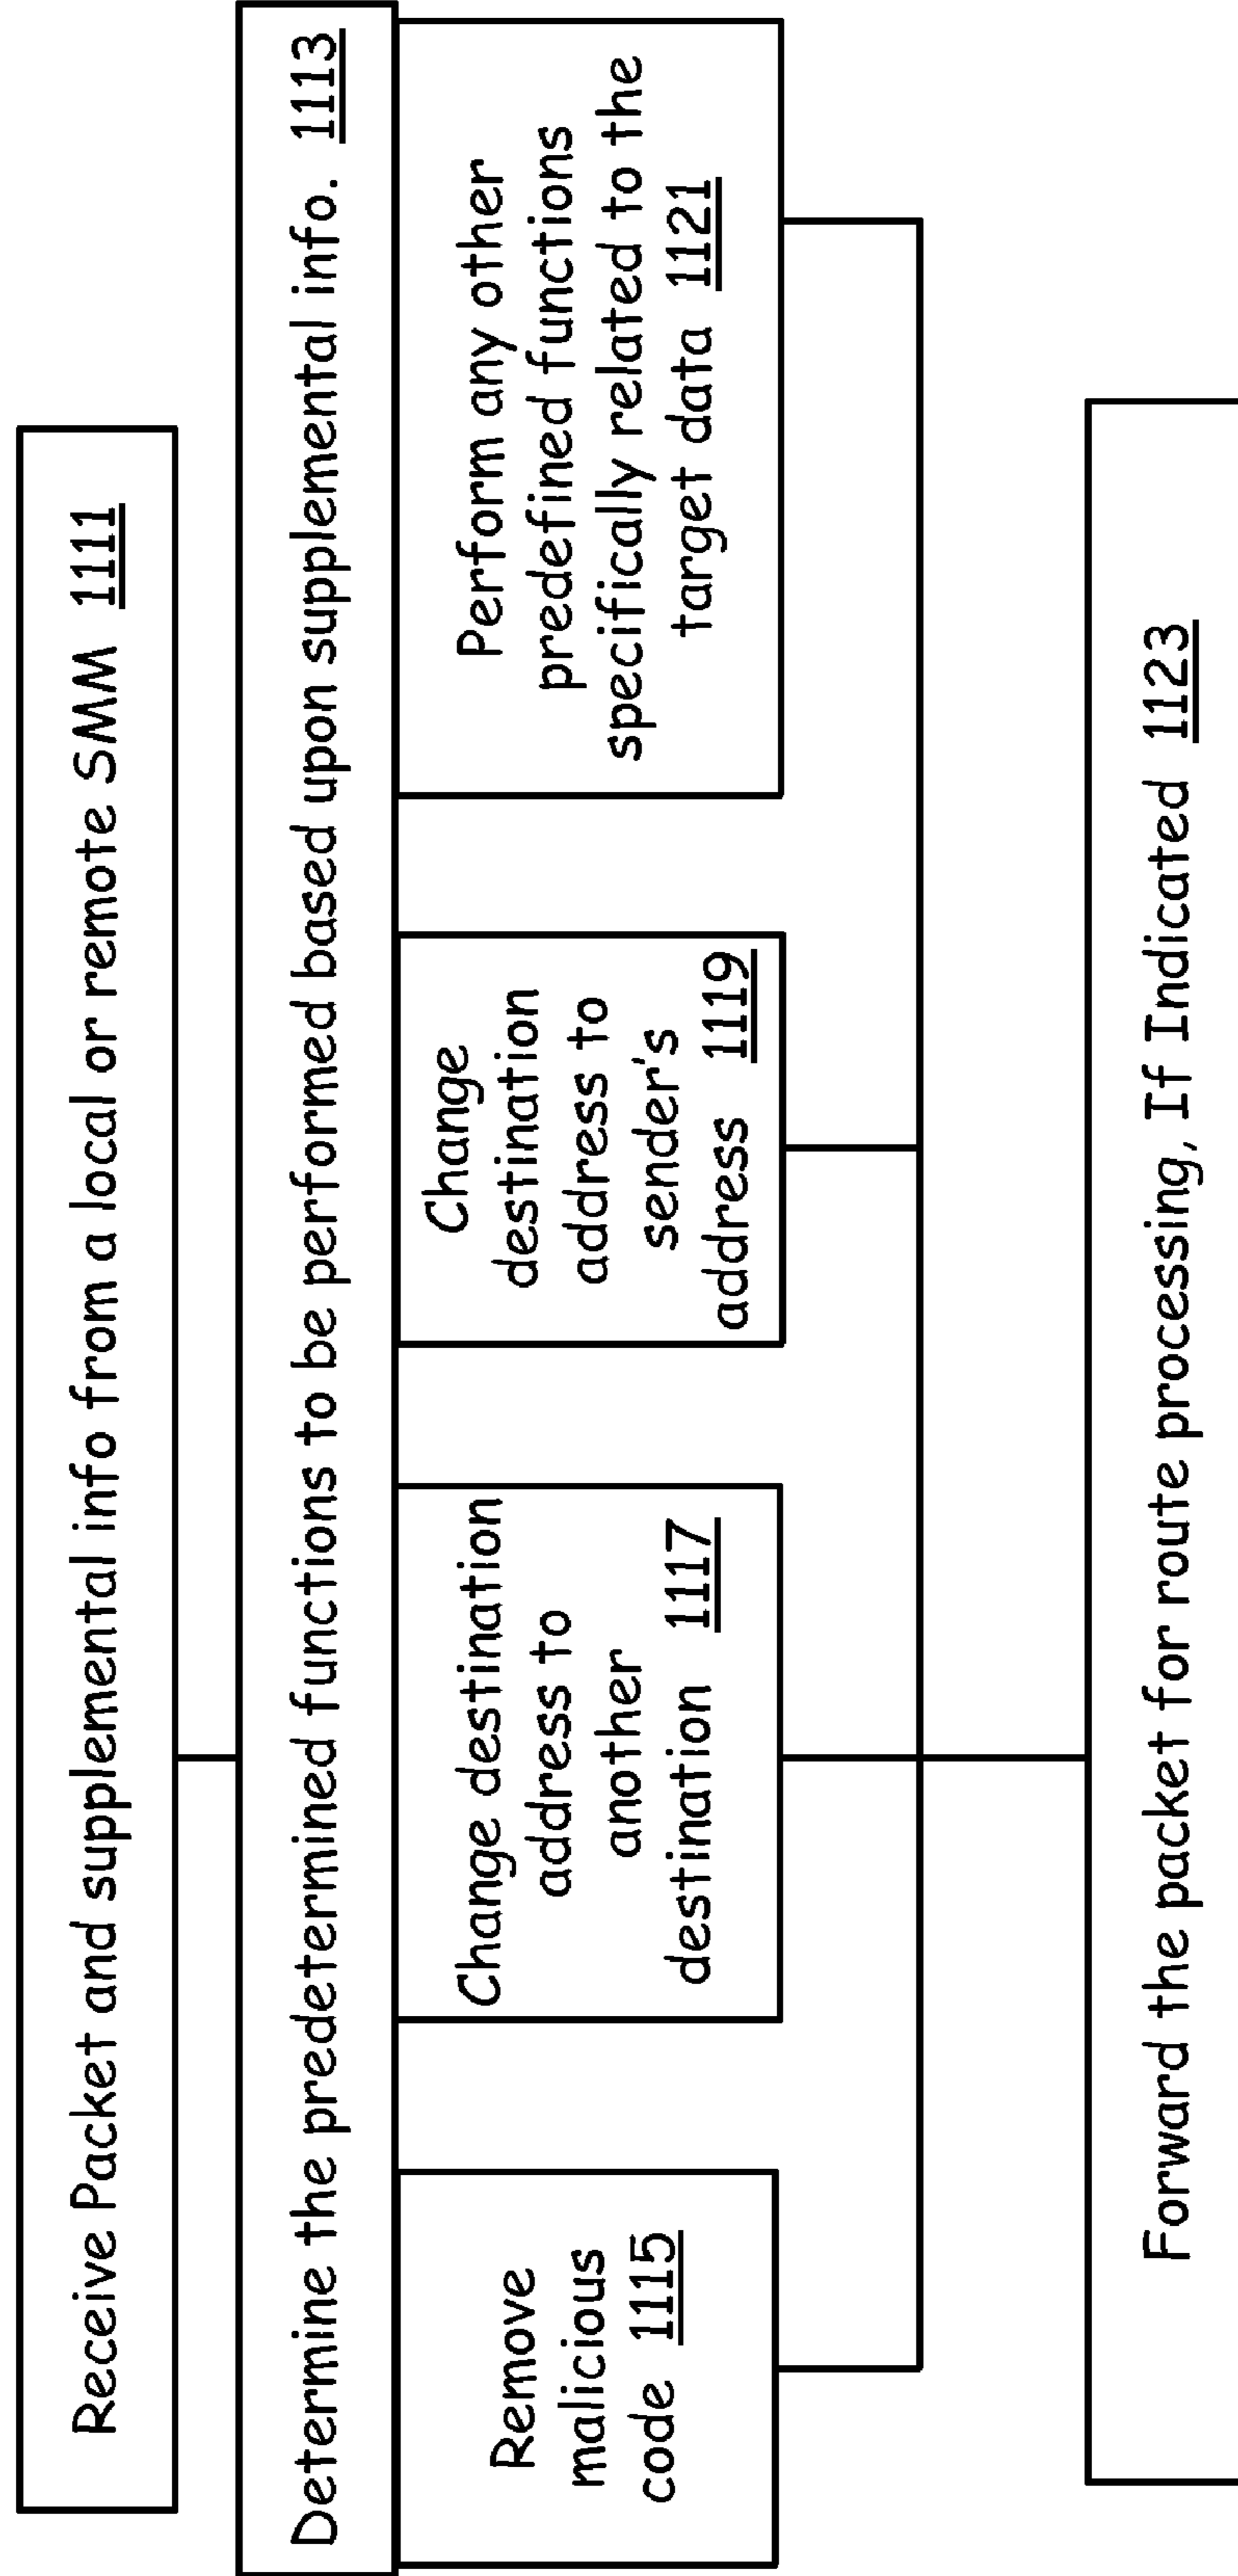 Receive Packet and supplemental info from a local or remote SMM 1111
Determine the predetermined functions to be performed based upon supplemental info. 1113
Remove
malicious
code 1115
Change destination
address to
another
destination 1117
Change
destination
address to
sender's
address 1119
Perform any other
predefined functions
specifically related to the
target data 1121
Forward the packet for route processing, If Indicated 1123